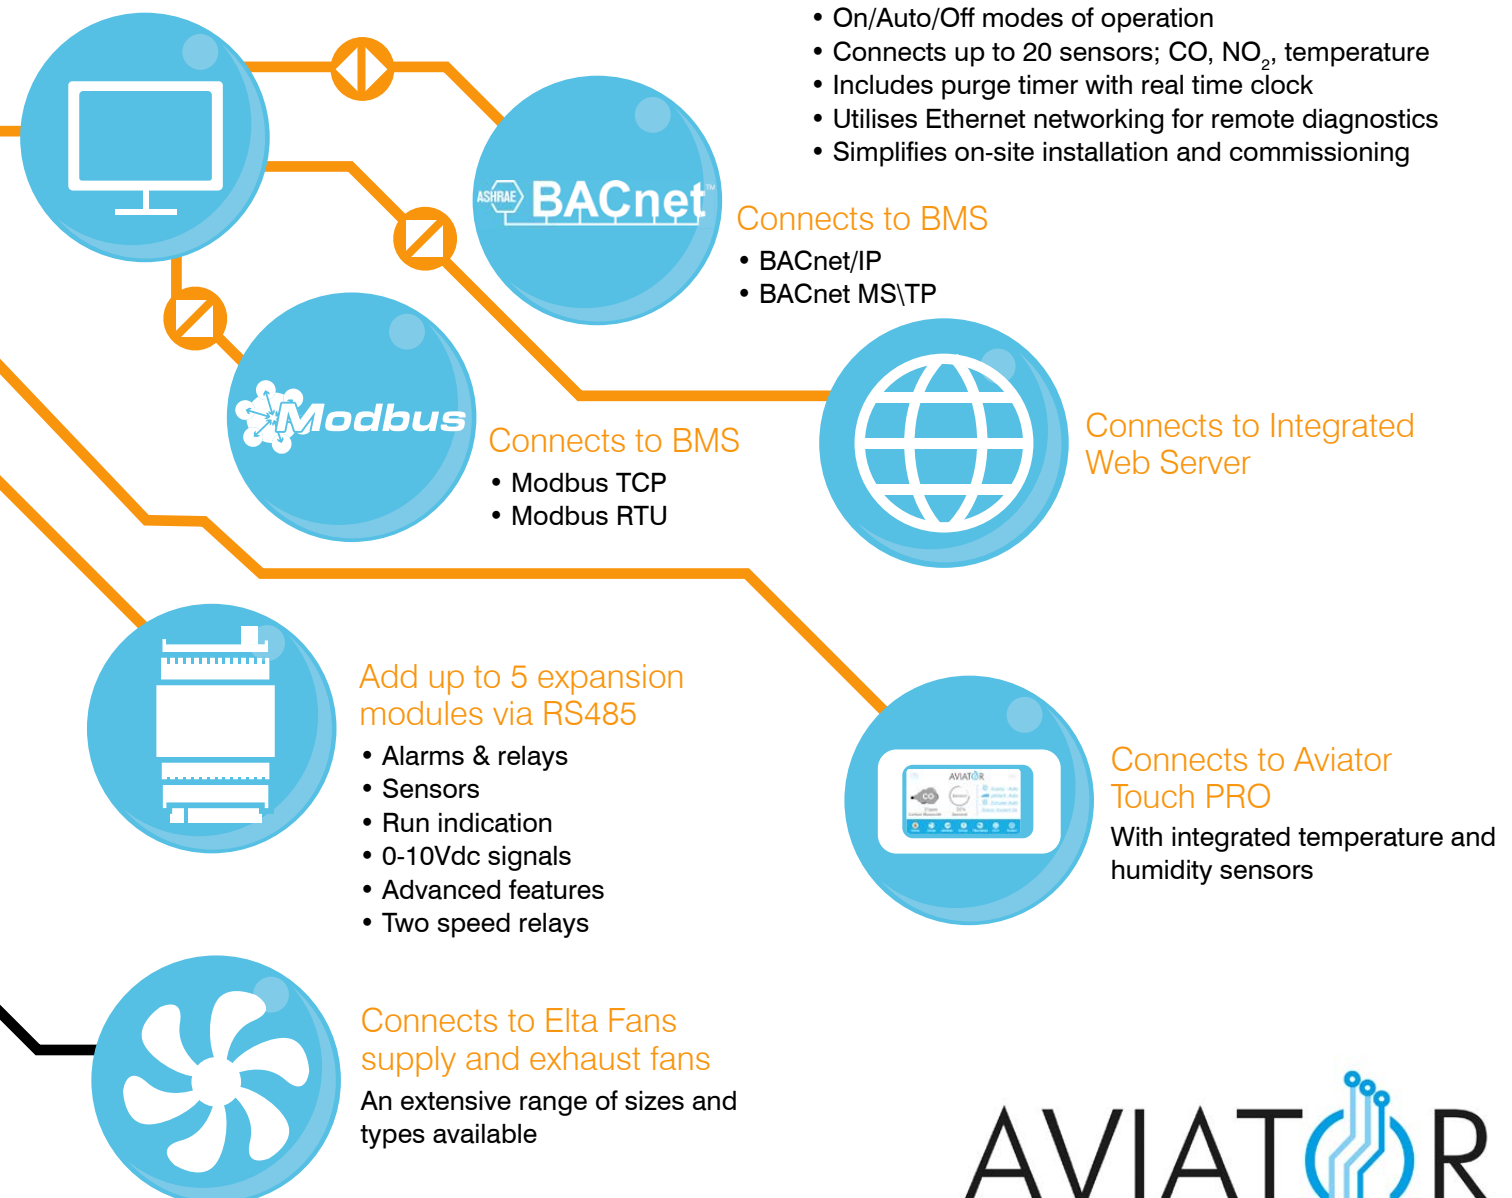 • On/Auto/Off modes of operation
• Connects up to 20 sensors; CO, NO₂, temperature
• Includes purge timer with real time clock
• Utilises Ethernet networking for remote diagnostics
• Simplifies on-site installation and commissioning
ASHRAE BACnet™
Connects to BMS
• BACnet/IP
• BACnet MS\TP
Modbus
Connects to BMS
• Modbus TCP
• Modbus RTU
Connects to Integrated
Web Server
Add up to 5 expansion
modules via RS485
• Alarms & relays
• Sensors
• Run indication
• 0-10Vdc signals
• Advanced features
• Two speed relays
AVIATOR
CO
Connects to Aviator
Touch PRO
With integrated temperature and
humidity sensors
Connects to Elta Fans
supply and exhaust fans
An extensive range of sizes and
types available
AVIATOR